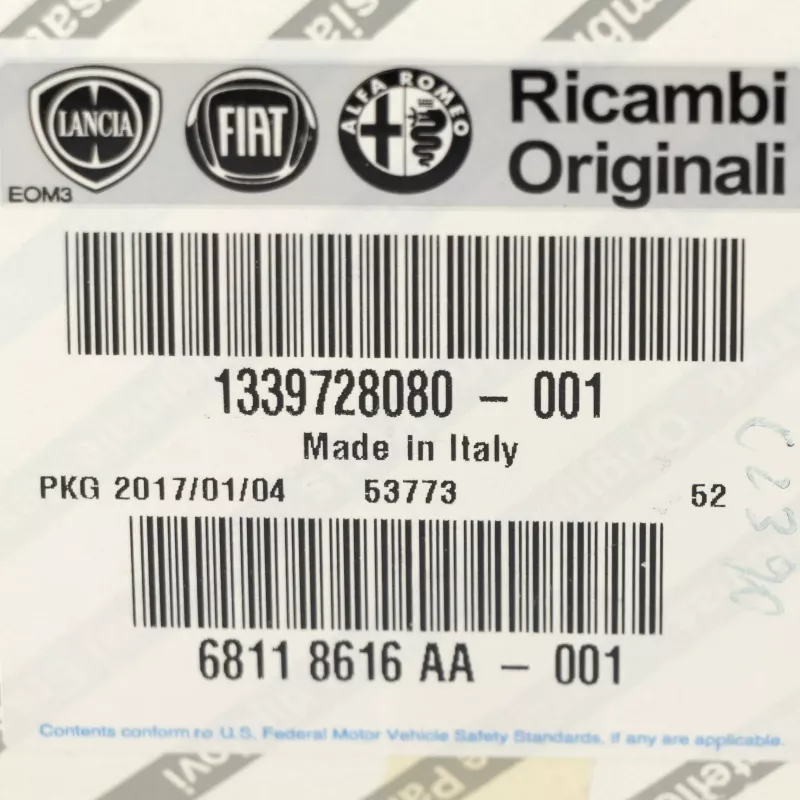 LANCIA FIAT ALFA ROMEO Ricambi
Originali
EOM3
1339728080 - 001
Made in Italy
PKG 2017/01/04 53773 52
6811 8616 AA - 001
Contents conform ro U.S. Federal Motor Vehicle Safety Standards, if any are applicable.